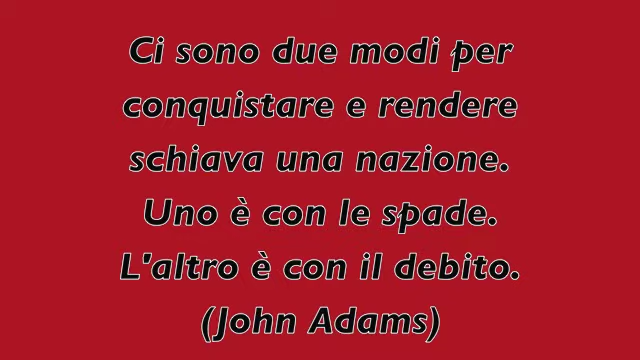 Ci sono due modi per
conquistare e rendere
schiava una nazione.
Uno è con le spade.
L'altro è con il debito.
(John Adams)